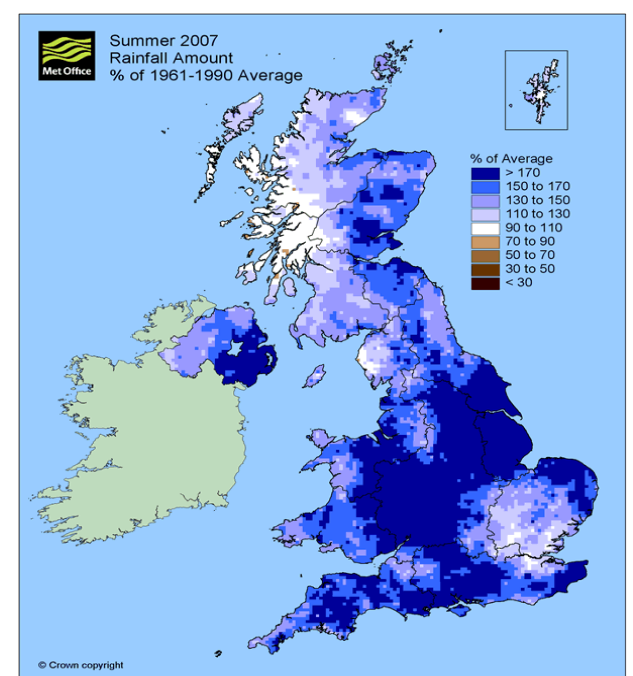 Met Office
Summer 2007
Rainfall Amount
% of 1961-1990 Average
% of Average
> 170
150 to 170
130 to 150
110 to 130
90 to 110
70 to 90
50 to 70
30 to 50
< 30
© Crown copyright